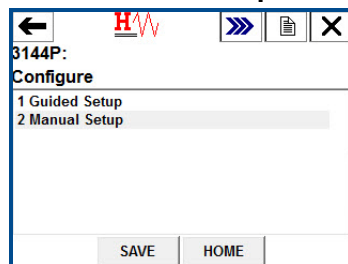 H
3144P:
Configure
1 Guided Setup
2 Manual Setup
SAVE HOME